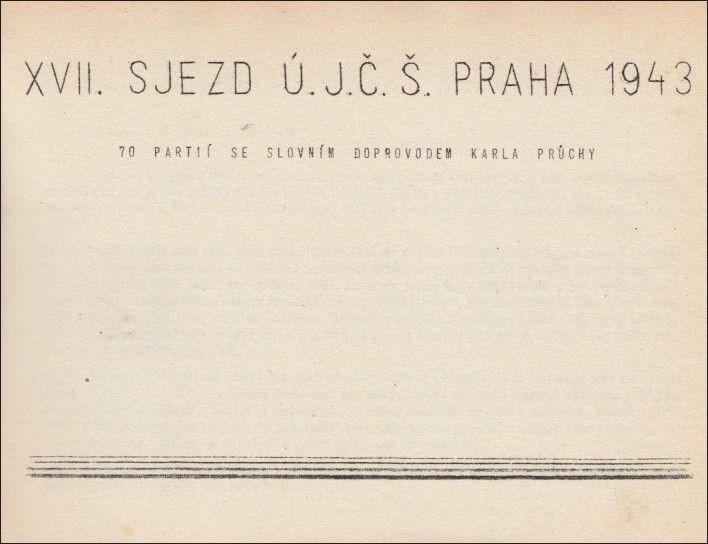 XVII. SJEZD Ú.J.Č.Š. PRAHA 1943
70 PARTIÍ SE SLOVNÍM DOPROVODEM KARLA PRŮCHY